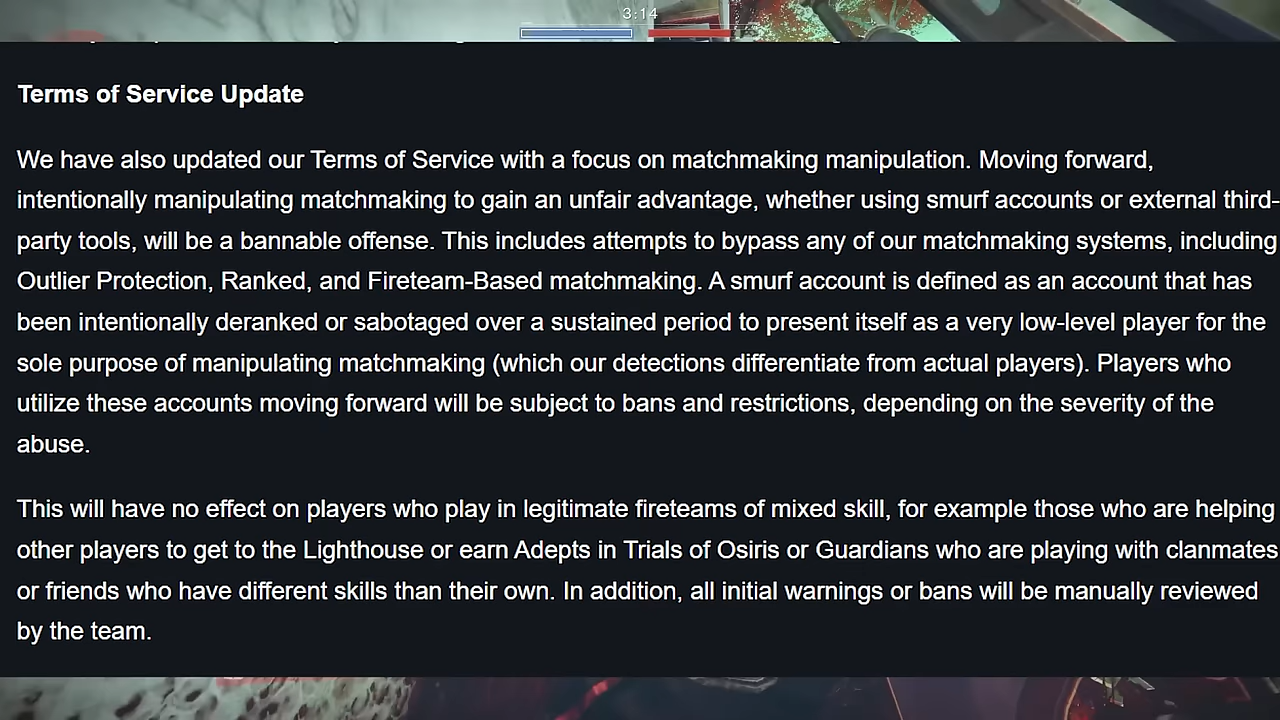 3:14
Terms of Service Update
We have also updated our Terms of Service with a focus on matchmaking manipulation. Moving forward,
intentionally manipulating matchmaking to gain an unfair advantage, whether using smurf accounts or external third-
party tools, will be a bannable offense. This includes attempts to bypass any of our matchmaking systems, including
Outlier Protection, Ranked, and Fireteam-Based matchmaking. A smurf account is defined as an account that has
been intentionally deranked or sabotaged over a sustained period to present itself as a very low-level player for the
sole purpose of manipulating matchmaking (which our detections differentiate from actual players). Players who
utilize these accounts moving forward will be subject to bans and restrictions, depending on the severity of the
abuse.
This will have no effect on players who play in legitimate fireteams of mixed skill, for example those who are helping
other players to get to the Lighthouse or earn Adepts in Trials of Osiris or Guardians who are playing with clanmates
or friends who have different skills than their own. In addition, all initial warnings or bans will be manually reviewed
by the team.